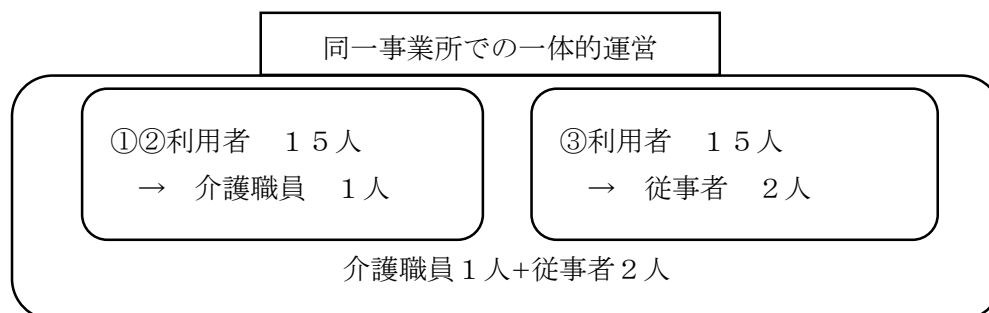 同一事業所での一体的運営
①②利用者　１５人
→　介護職員　１人
③利用者　１５人
→　従事者　２人
介護職員１人+従事者２人